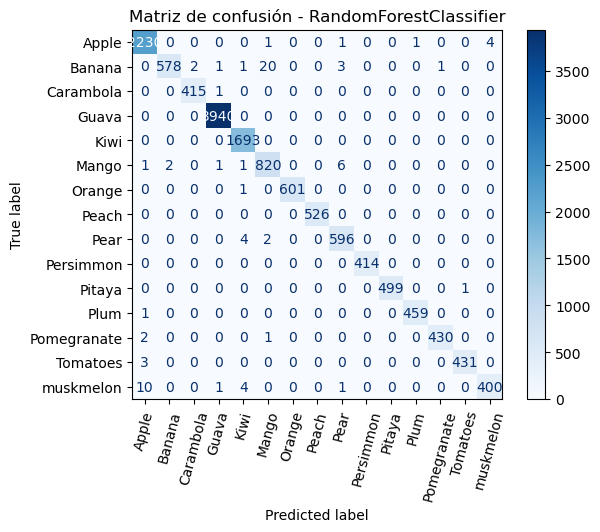 Matriz de confusión - RandomForestClassifier
True label
Apple 2230 0 0 0 0 1 0 0 1 0 0 1 0 0 4
Banana 0 578 2 1 1 20 0 0 3 0 0 0 1 0 0
Carambola 0 0 415 1 0 0 0 0 0 0 0 0 0 0 0
Guava 0 0 0 3940 0 0 0 0 0 0 0 0 0 0 0
Kiwi 0 0 0 0 1693 0 0 0 0 0 0 0 0 0 0
Mango 1 2 0 1 1 820 0 0 6 0 0 0 0 0 0
Orange 0 0 0 0 1 0 601 0 0 0 0 0 0 0 0
Peach 0 0 0 0 0 0 0 526 0 0 0 0 0 0 0
Pear 0 0 0 0 4 2 0 0 596 0 0 0 0 0 0
Persimmon 0 0 0 0 0 0 0 0 0 414 0 0 0 0 0
Pitaya 0 0 0 0 0 0 0 0 0 0 499 0 0 1 0
Plum 1 0 0 0 0 0 0 0 0 0 0 459 0 0 0
Pomegranate 2 0 0 0 0 1 0 0 0 0 0 0 430 0 0
Tomatoes 3 0 0 0 0 0 0 0 0 0 0 0 0 431 0
muskmelon 10 0 0 1 4 0 0 0 1 0 0 0 0 0 400
Apple Banana Carambola Guava Kiwi Mango Orange Peach Pear Persimmon Pitaya Plum Pomegranate Tomatoes muskmelon
Predicted label
3500
3000
2500
2000
1500
1000
500
0